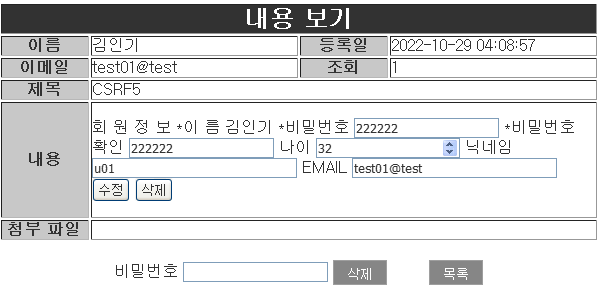 내용 보기
이름 김인기 등록일 2022-10-29 04:08:57
이메일 test01@test 조회 1
제목 CSRF5
내용
회 원 정 보 *이 름 김인기 *비밀번호 222222 *비밀번호
확인 222222 나이 32 닉네임
u01 EMAIL test01@test
수정 삭제
첨부 파일
비밀번호 삭제 목록